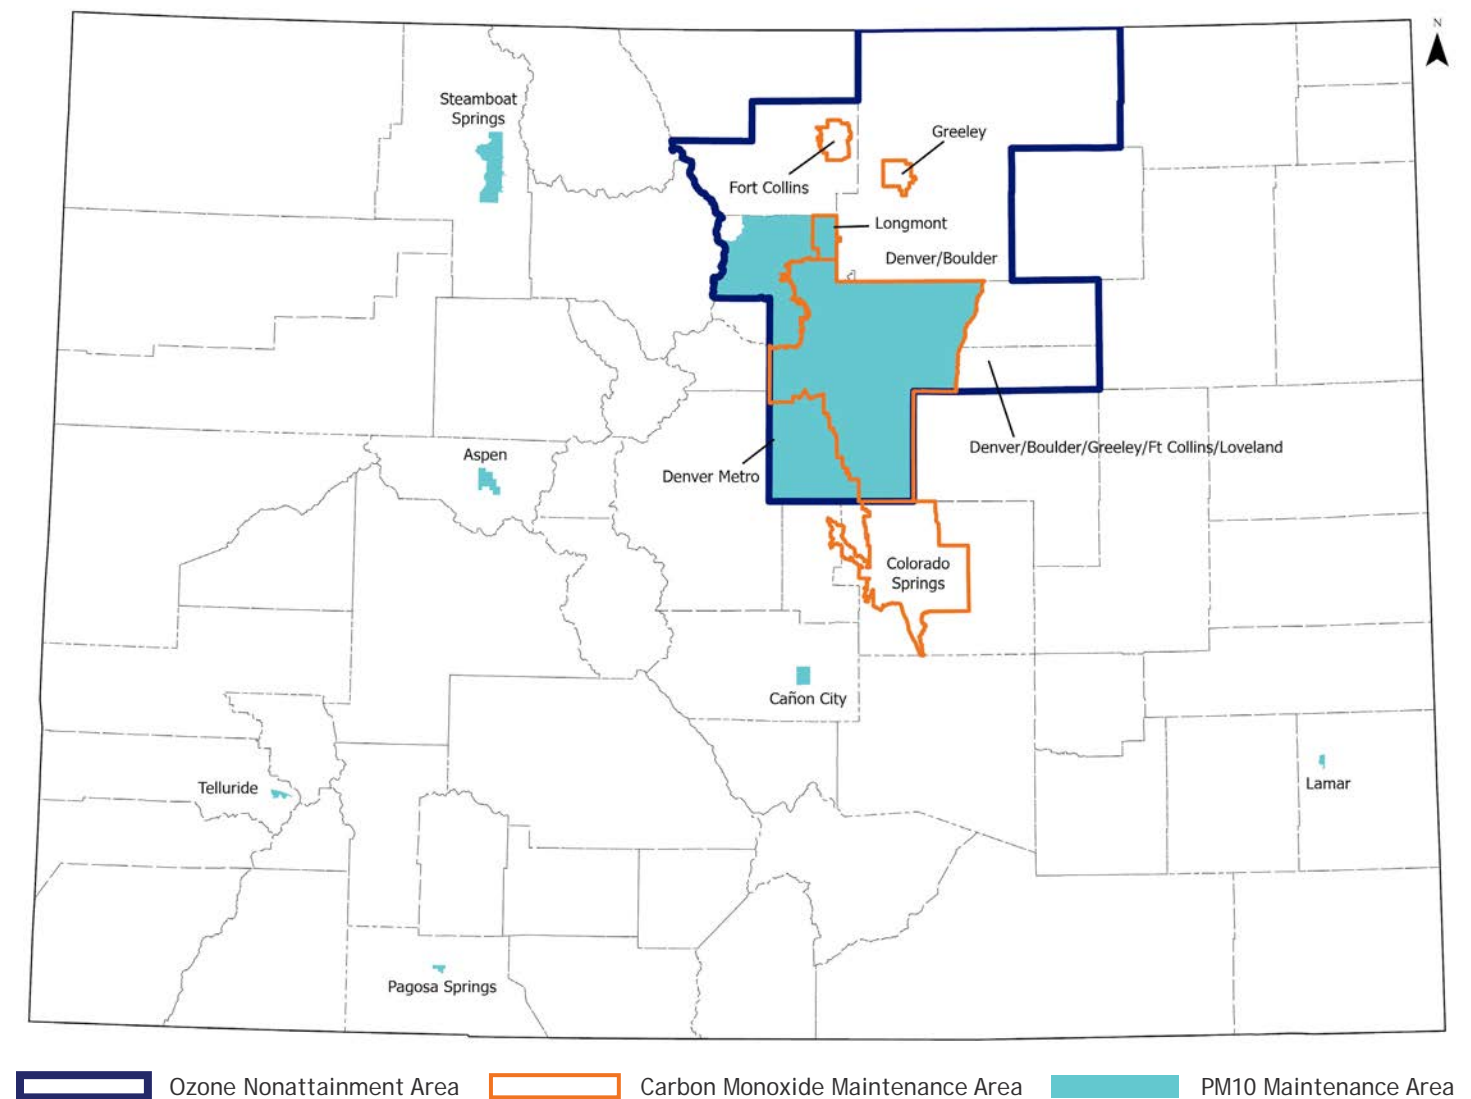 N
Steamboat
Springs
Greeley
Fort Collins
Longmont
Denver/Boulder
Denver/Boulder/Greeley/Ft Collins/Loveland
Aspen
Denver Metro
Colorado
Springs
Cañon City
Telluride
Lamar
Pagosa Springs
Ozone Nonattainment Area
Carbon Monoxide Maintenance Area
PM10 Maintenance Area